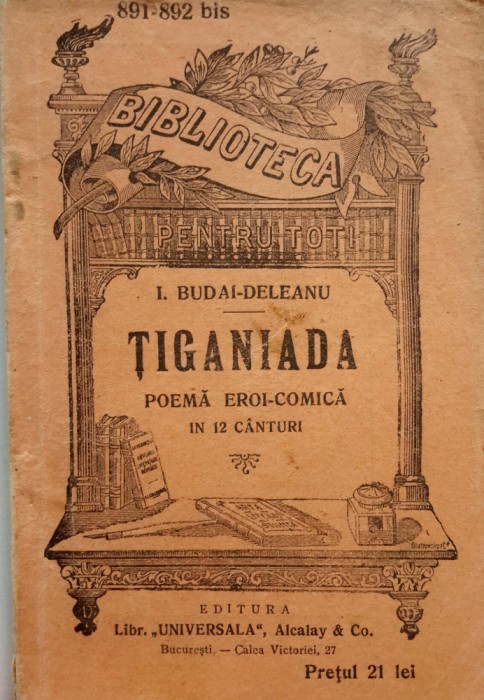 891-892 bis
BIBLIOTECA
PENTRU TOȚI
I. BUDAI-DELEANU
ȚIGANIADA
POEMĂ EROI-COMICĂ
IN 12 CÂNTURI
EDITURA
Libr. „UNIVERSALA", Alcalay & Co.
București, — Calea Victoriei, 27
Prețul 21 lei